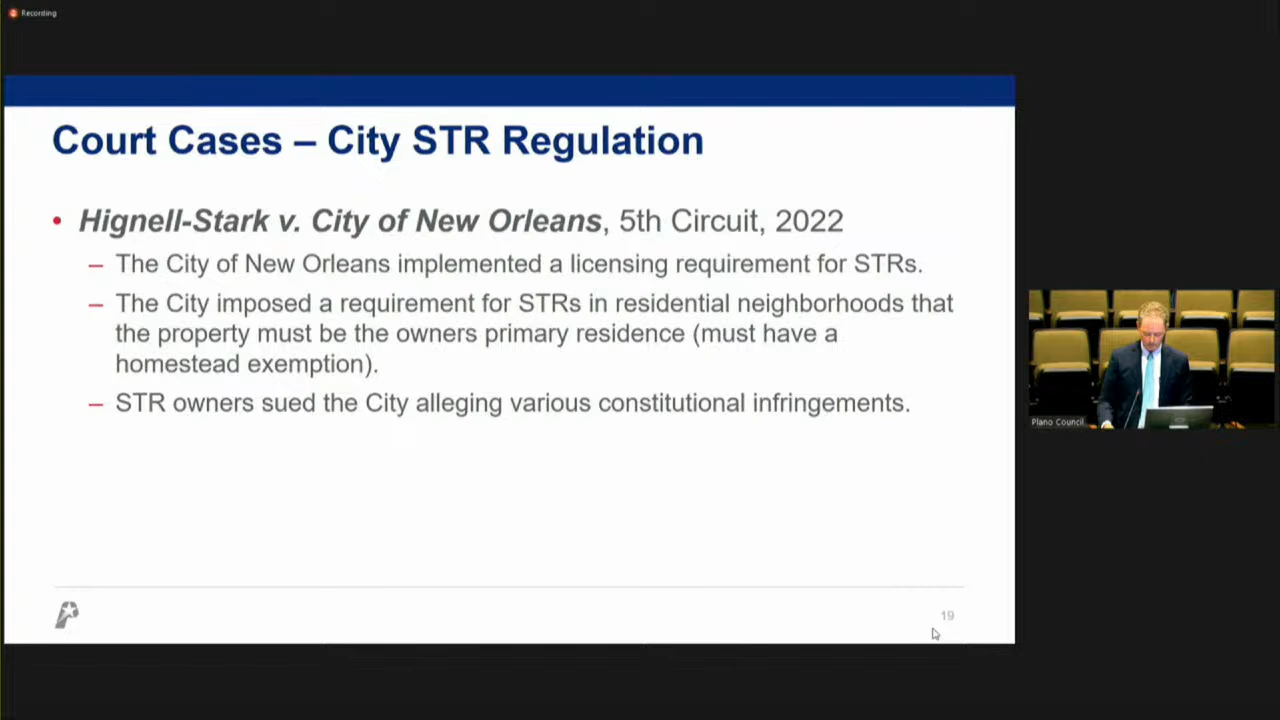 Recording
Court Cases – City STR Regulation
• Hignell-Stark v. City of New Orleans, 5th Circuit, 2022
– The City of New Orleans implemented a licensing requirement for STRs.
– The City imposed a requirement for STRs in residential neighborhoods that
the property must be the owners primary residence (must have a
homestead exemption).
– STR owners sued the City alleging various constitutional infringements.
Plano Council
19